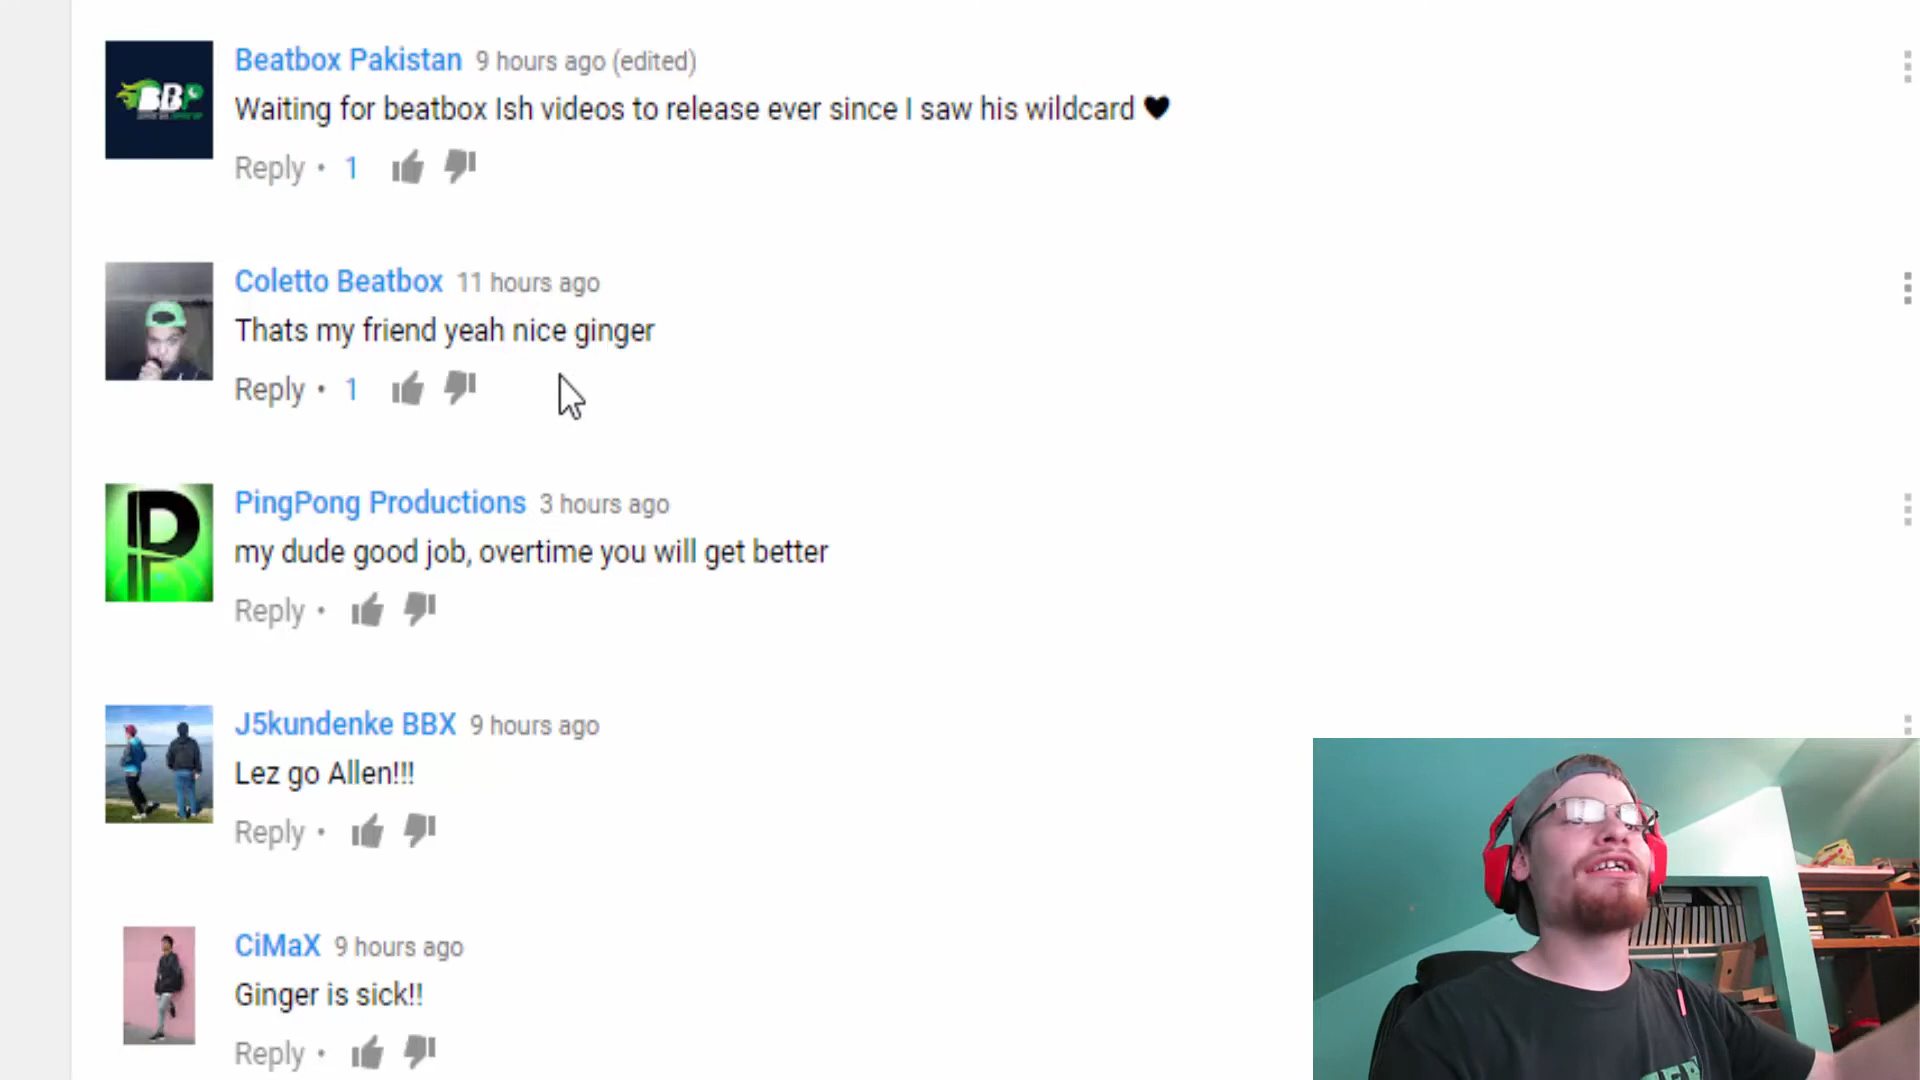 BBP
Beatbox Pakistan 9 hours ago (edited)
Waiting for beatbox Ish videos to release ever since I saw his wildcard ♥
Reply • 1
Coletto Beatbox 11 hours ago
Thats my friend yeah nice ginger
Reply • 1
P
PingPong Productions 3 hours ago
my dude good job, overtime you will get better
Reply •
J5kundenke BBX 9 hours ago
Lez go Allen!!!
Reply •
CiMaX 9 hours ago
Ginger is sick!!
Reply •